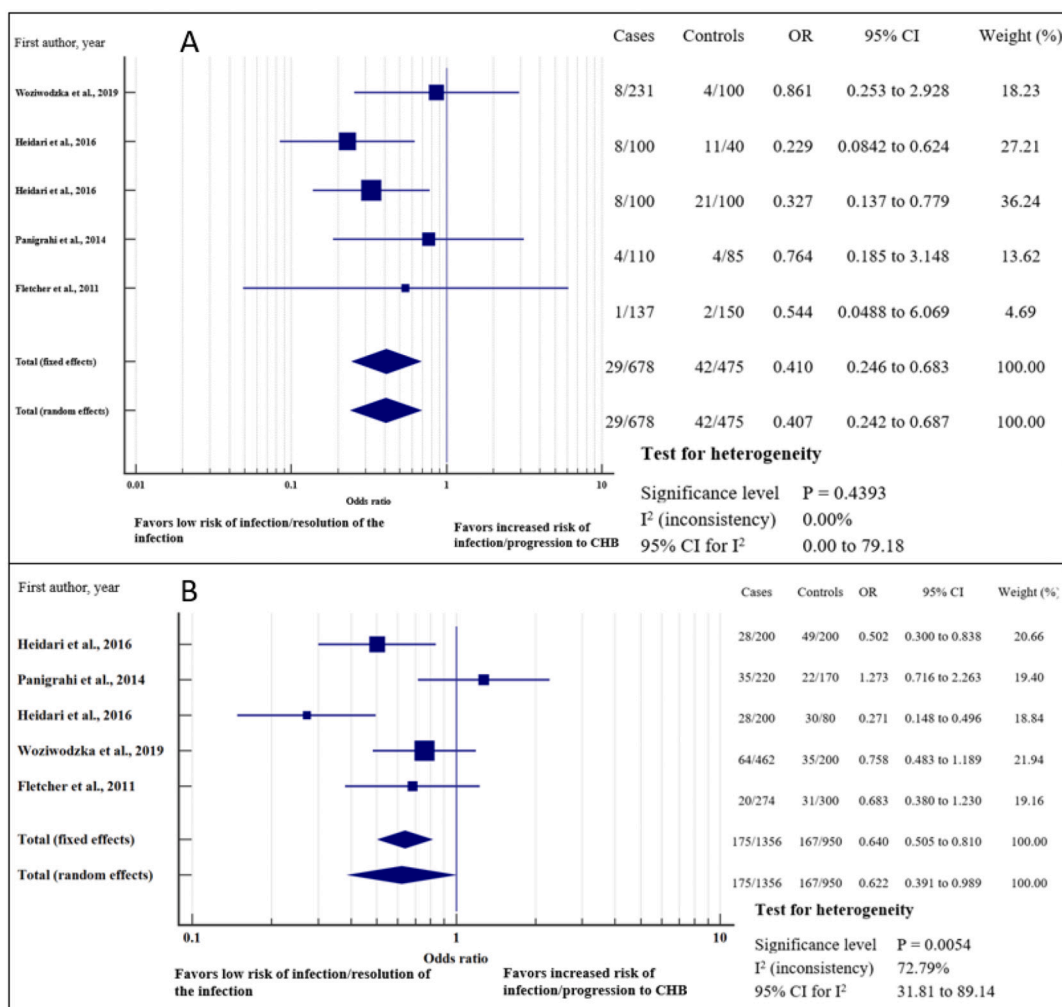 First author, year
A
Cases Controls OR 95% CI Weight (%)
Woziwodzka et al., 2019 8/231 4/100 0.861 0.253 to 2.928 18.23
Heidari et al., 2016 8/100 11/40 0.229 0.0842 to 0.624 27.21
Heidari et al., 2016 8/100 21/100 0.327 0.137 to 0.779 36.24
Panigrahi et al., 2014 4/110 4/85 0.764 0.185 to 3.148 13.62
Fletcher et al., 2011 1/137 2/150 0.544 0.0488 to 6.069 4.69
Total (fixed effects) 29/678 42/475 0.410 0.246 to 0.683 100.00
Total (random effects) 29/678 42/475 0.407 0.242 to 0.687 100.00
0.01 0.1 1 10
Odds ratio
Favors low risk of infection/resolution of the
infection
Favors increased risk of
infection/progression to CHB
Test for heterogeneity
Significance level P = 0.4393
I² (inconsistency) 0.00%
95% CI for I² 0.00 to 79.18
First author, year
B
Cases Controls OR 95% CI Weight (%)
Heidari et al., 2016 28/200 49/200 0.502 0.300 to 0.838 20.66
Panigrahi et al., 2014 35/220 22/170 1.273 0.716 to 2.263 19.40
Heidari et al., 2016 28/200 30/80 0.271 0.148 to 0.496 18.84
Woziwodzka et al., 2019 64/462 35/200 0.758 0.483 to 1.189 21.94
Fletcher et al., 2011 20/274 31/300 0.683 0.380 to 1.230 19.16
Total (fixed effects) 175/1356 167/950 0.640 0.505 to 0.810 100.00
Total (random effects) 175/1356 167/950 0.622 0.391 to 0.989 100.00
0.1 1 10
Odds ratio
Favors low risk of infection/resolution of
the infection
Favors increased risk of
infection/progression to CHB
Test for heterogeneity
Significance level P = 0.0054
I² (inconsistency) 72.79%
95% CI for I² 31.81 to 89.14